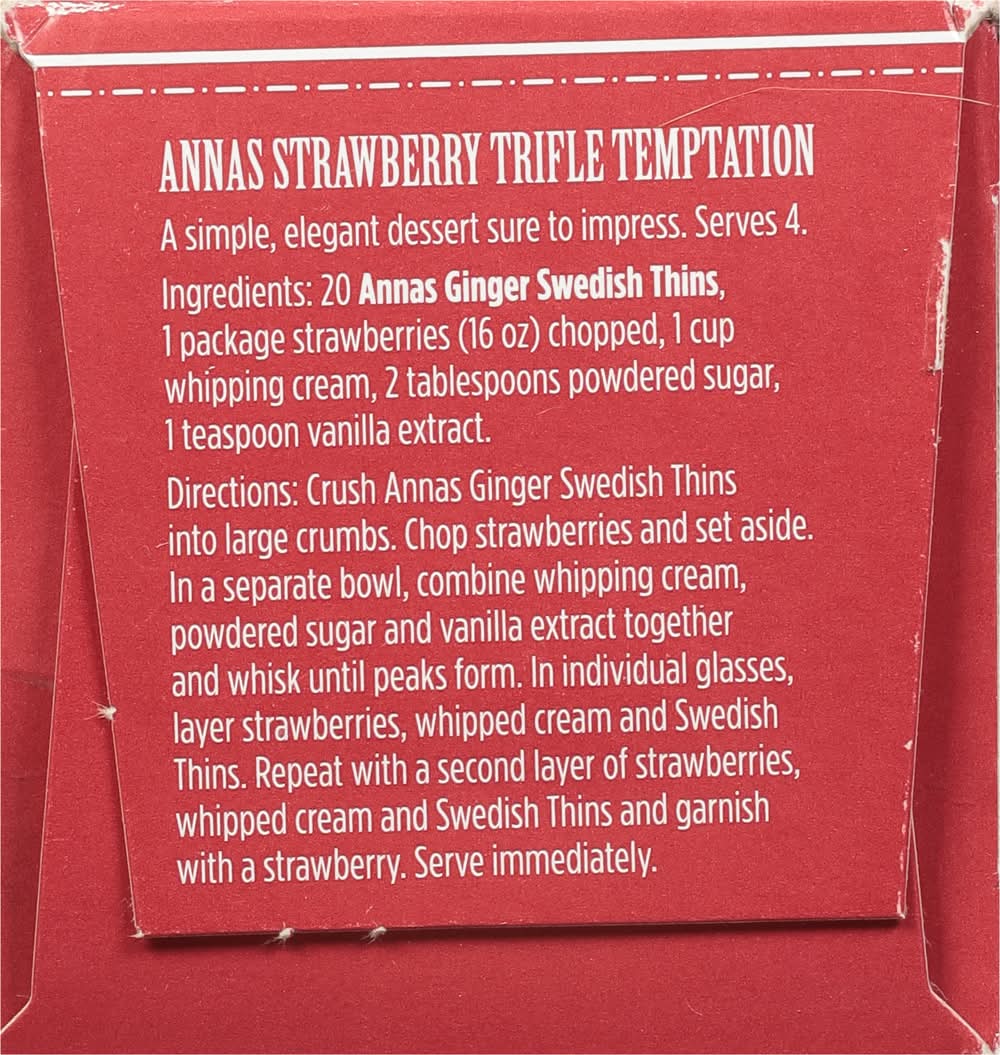 ANNAS STRAWBERRY TRIFLE TEMPTATION
A simple, elegant dessert sure to impress. Serves 4.
Ingredients: 20 Annas Ginger Swedish Thins,
1 package strawberries (16 oz) chopped, 1 cup
whipping cream, 2 tablespoons powdered sugar,
1 teaspoon vanilla extract.
Directions: Crush Annas Ginger Swedish Thins
into large crumbs. Chop strawberries and set aside.
In a separate bowl, combine whipping cream,
powdered sugar and vanilla extract together
and whisk until peaks form. In individual glasses,
layer strawberries, whipped cream and Swedish
Thins. Repeat with a second layer of strawberries,
whipped cream and Swedish Thins and garnish
with a strawberry. Serve immediately.